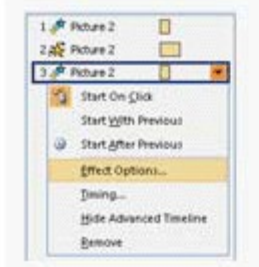 1 Picture 2
2 Picture 2
3 Picture 2
Start On Click
Start With Previous
Start After Previous
Effect Options...
Timing...
Hide Advanced Timeline
Remove